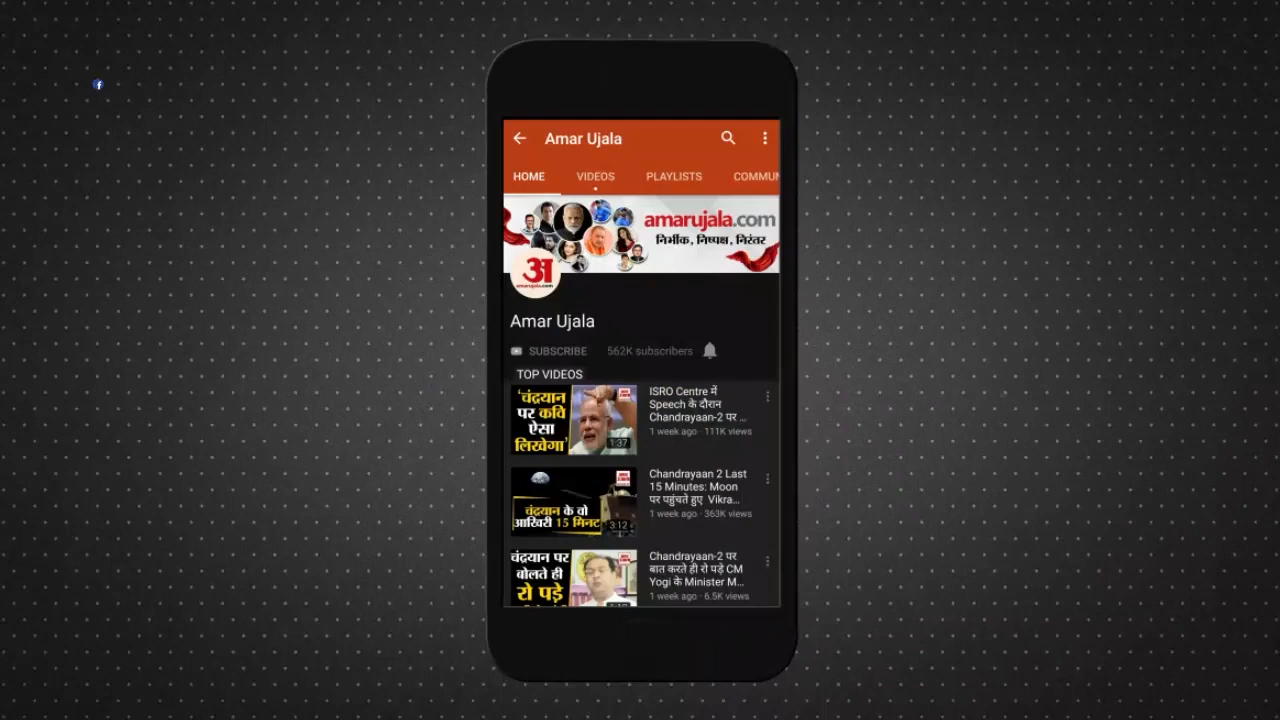 f
Amar Ujala
HOME VIDEOS PLAYLISTS COMMUN
amarujala.com
निर्भीक, निष्पक्ष, निरंतर
अ
amarujala.com
Amar Ujala
SUBSCRIBE 562K subscribers
TOP VIDEOS
'चंद्रयान
पर कवि
ऐसा
लिखेगा'
1:37
ISRO Centre में
Speech के दौरान
Chandrayaan-2 पर ...
1 week ago · 111K views
चंद्रयान के वो
आखिरी 15 मिनट
3:12
Chandrayaan 2 Last
15 Minutes: Moon
पर पहुंचते हुए Vikra...
1 week ago · 363K views
चंद्रयान पर
बोलते ही
रो पड़े
Chandrayaan-2 पर
बात करते ही रो पड़े CM
Yogi के Minister M...
1 week ago · 6.5K views